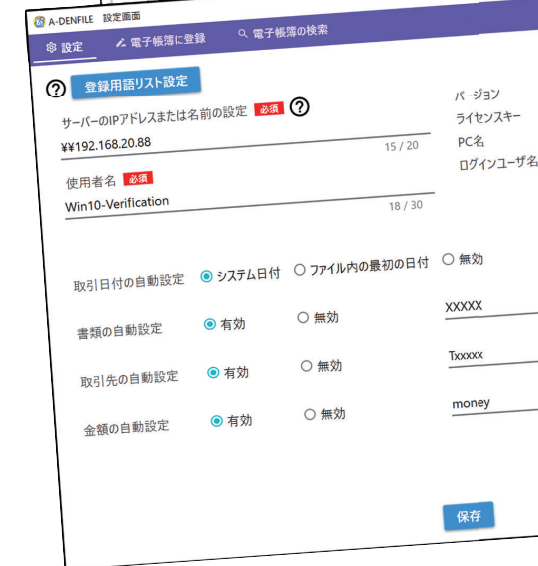 A-DENFILE 設定画面
設定 電子帳簿に登録 電子帳簿の検索
登録用語リスト設定
サーバーのIPアドレスまたは名前の設定 必須
¥¥192.168.20.88
15 / 20
使用者名 必須
Win10-Verification
18 / 30
バージョン
ライセンスキー
PC名
ログインユーザ名
取引日付の自動設定 システム日付 ファイル内の最初の日付 無効
書類の自動設定 有効 無効
XXXXX
取引先の自動設定 有効 無効
Txxxxx
金額の自動設定 有効 無効
money
保存